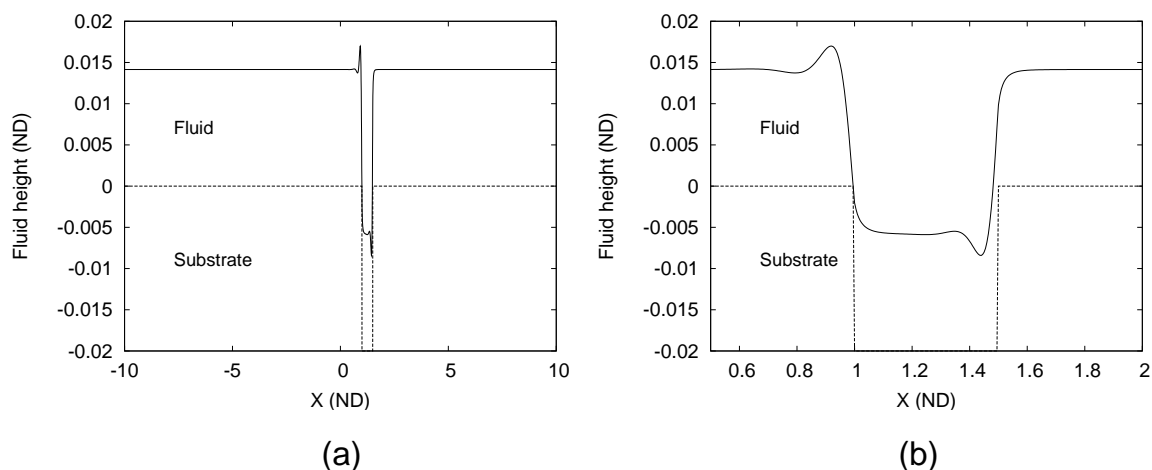 0.02
0.015
0.01
0.005
0
-0.005
-0.01
-0.015
-0.02
Fluid height (ND)
Fluid
Substrate
-10 -5 0 5 10
X (ND)
(a)
0.02
0.015
0.01
0.005
0
-0.005
-0.01
-0.015
-0.02
Fluid height (ND)
Fluid
Substrate
0.6 0.8 1 1.2 1.4 1.6 1.8 2
X (ND)
(b)